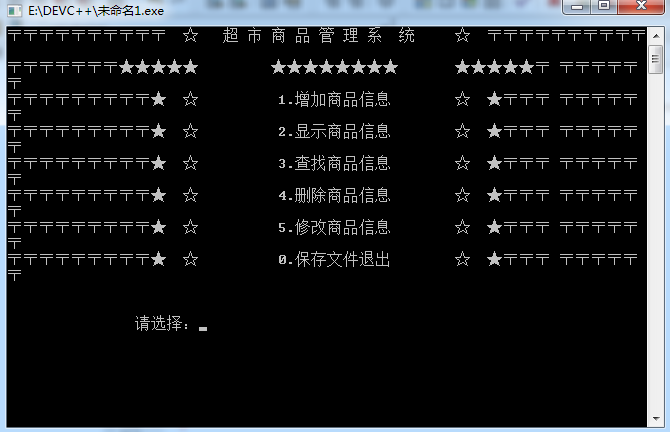 E:\DEVC++\未命名1.exe
〒〒〒〒〒〒〒〒〒〒 ☆ 超 市 商 品 管 理 系 统 ☆ 〒〒〒〒〒〒〒〒〒〒
〒〒〒〒〒〒〒★★★★★ ★★★★★★★★ ★★★★★〒 〒〒〒〒〒
〒
〒〒〒〒〒〒〒〒〒★ ☆ 1.增加商品信息 ☆ ★〒〒〒 〒〒〒〒〒
〒
〒〒〒〒〒〒〒〒〒★ ☆ 2.显示商品信息 ☆ ★〒〒〒 〒〒〒〒〒
〒
〒〒〒〒〒〒〒〒〒★ ☆ 3.查找商品信息 ☆ ★〒〒〒 〒〒〒〒〒
〒
〒〒〒〒〒〒〒〒〒★ ☆ 4.删除商品信息 ☆ ★〒〒〒 〒〒〒〒〒
〒
〒〒〒〒〒〒〒〒〒★ ☆ 5.修改商品信息 ☆ ★〒〒〒 〒〒〒〒〒
〒
〒〒〒〒〒〒〒〒〒★ ☆ 0.保存文件退出 ☆ ★〒〒〒 〒〒〒〒〒
〒
请选择：